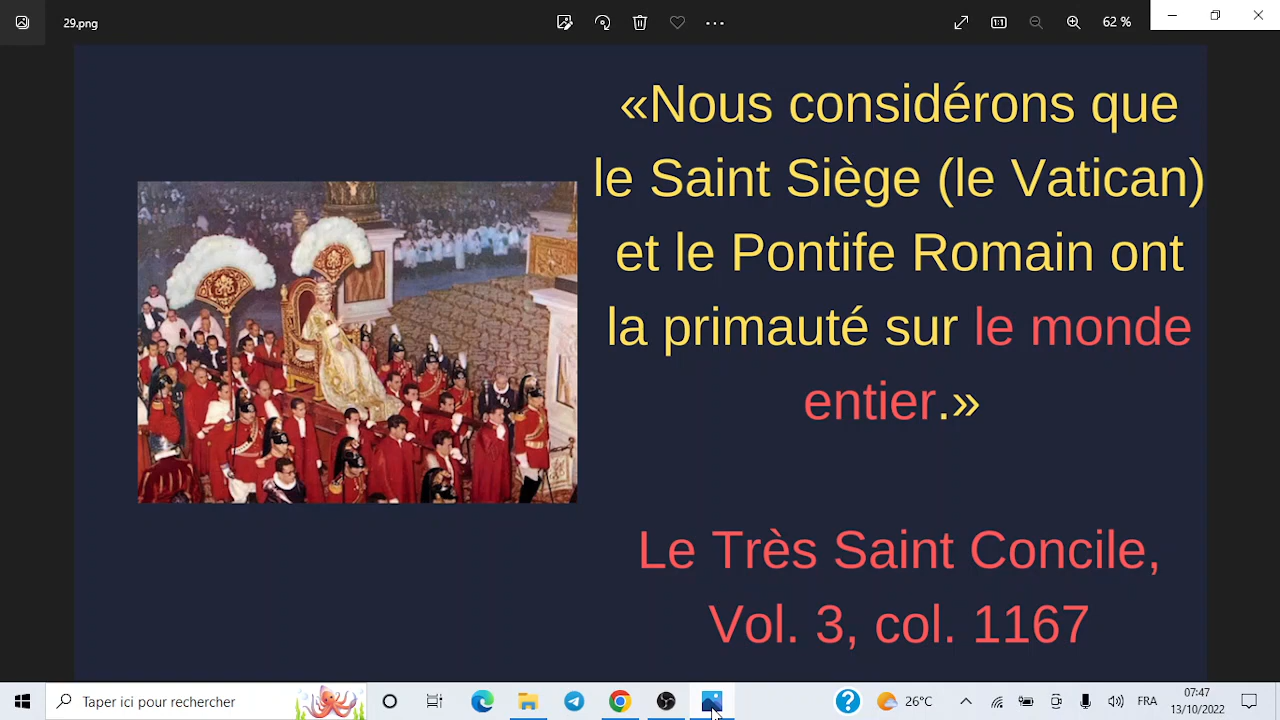 29.png
62 %
«Nous considérons que
le Saint Siège (le Vatican)
et le Pontife Romain ont
la primauté sur le monde
entier.»
Le Très Saint Concile,
Vol. 3, col. 1167
Taper ici pour rechercher
26°C
FRA
07:47
13/10/2022